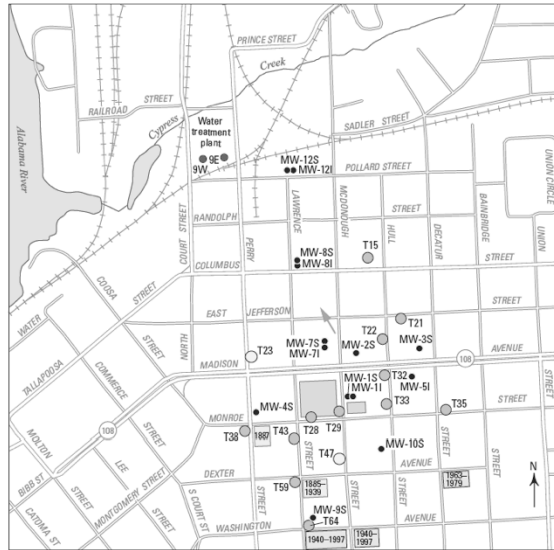 PRINCE STREET
Creek
Cypress
RAILROAD STREET
SADLER STREET
Alabama River
Water
treatment
plant
9E
9W
MW-12S
MW-12I
POLLARD STREET
UNION CIRCLE
COURT STREET
LAWRENCE
MCDONOUGH
RANDOLPH STREET
HULL
DECATUR
BAINBRIDGE
UNION
PERRY
MW-8S
MW-8I
T15
COLUMBUS STREET
COOSA STREET
EAST JEFFERSON STREET
T21
T22
WATER
NORTH
T23
MW-7S
MW-7I
MW-2S
MW-3S
MADISON AVENUE
108
TALLAPOOSA STREET
COMMERCE STREET
MW-1S
MW-1I
T32
MW-5I
T33
T35
MW-4S
MONROE STREET
108
T38
1887
T43
T28
T29
MOLTON
LEE
MW-10S
T47
BIBB ST
MONTGOMERY STREET
DEXTER AVENUE
STREET
STREET
STREET
STREET
1963–
1979
N
T59
1885–
1939
S COURT ST
CATOMA ST
MW-9S
T64
WASHINGTON AVENUE
1940–1997
1940–
1997